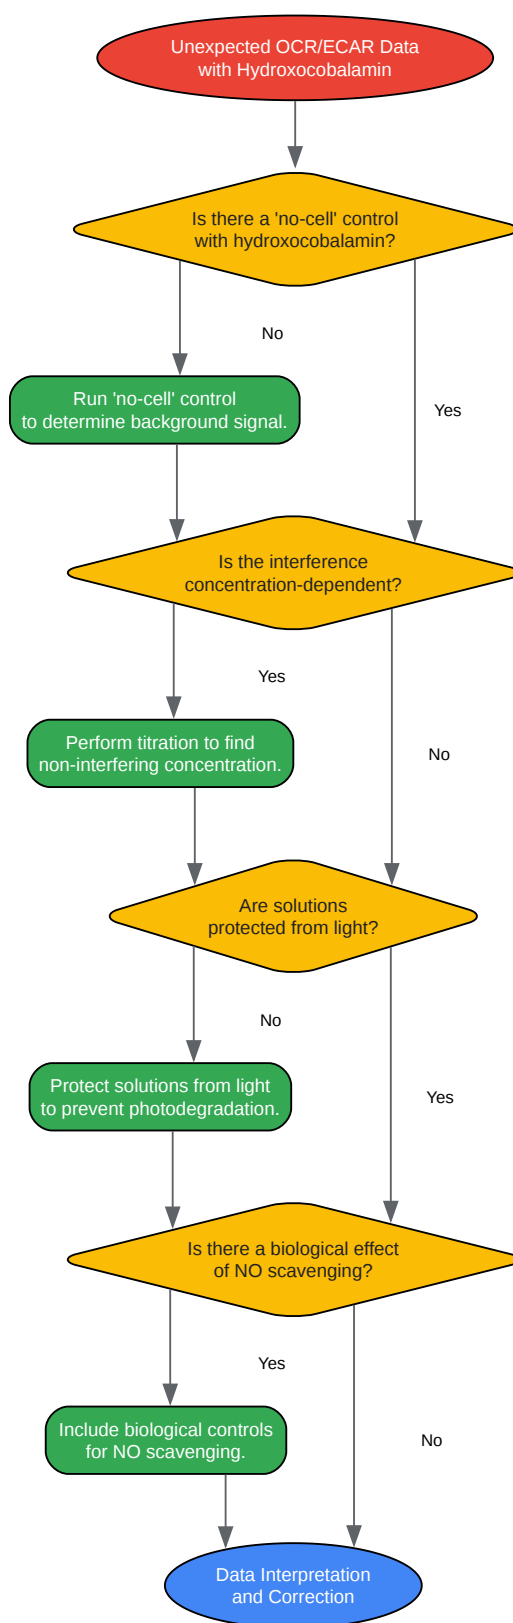 Unexpected OCR/ECAR Data
with Hydroxocobalamin
Is there a 'no-cell' control
with hydroxocobalamin?
No
Yes
Run 'no-cell' control
to determine background signal.
Is the interference
concentration-dependent?
Yes
No
Perform titration to find
non-interfering concentration.
Are solutions
protected from light?
No
Yes
Protect solutions from light
to prevent photodegradation.
Is there a biological effect
of NO scavenging?
Yes
No
Include biological controls
for NO scavenging.
Data Interpretation
and Correction